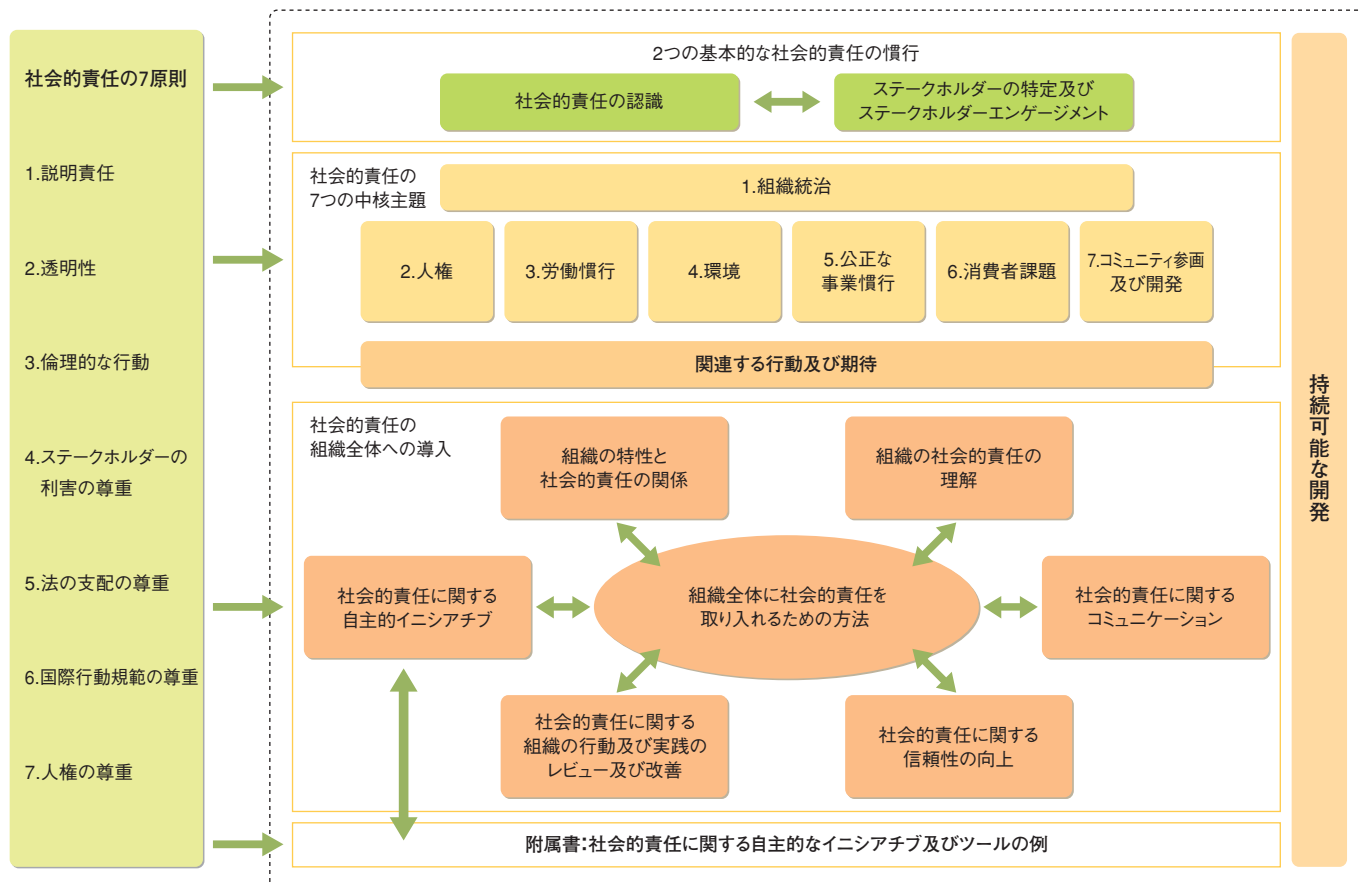 社会的責任の7原則
1.説明責任
2.透明性
3.倫理的な行動
4.ステークホルダーの
利害の尊重
5.法の支配の尊重
6.国際行動規範の尊重
7.人権の尊重
2つの基本的な社会的責任の慣行
社会的責任の認識
ステークホルダーの特定及び
ステークホルダーエンゲージメント
社会的責任の
7つの中核主題
1.組織統治
2.人権
3.労働慣行
4.環境
5.公正な
事業慣行
6.消費者課題
7.コミュニティ参画
及び開発
関連する行動及び期待
社会的責任の
組織全体への導入
組織の特性と
社会的責任の関係
組織の社会的責任の
理解
社会的責任に関する
自主的イニシアチブ
組織全体に社会的責任を
取り入れるための方法
社会的責任に関する
コミュニケーション
社会的責任に関する
組織の行動及び実践の
レビュー及び改善
社会的責任に関する
信頼性の向上
附属書:社会的責任に関する自主的なイニシアチブ及びツールの例
持続可能な開発